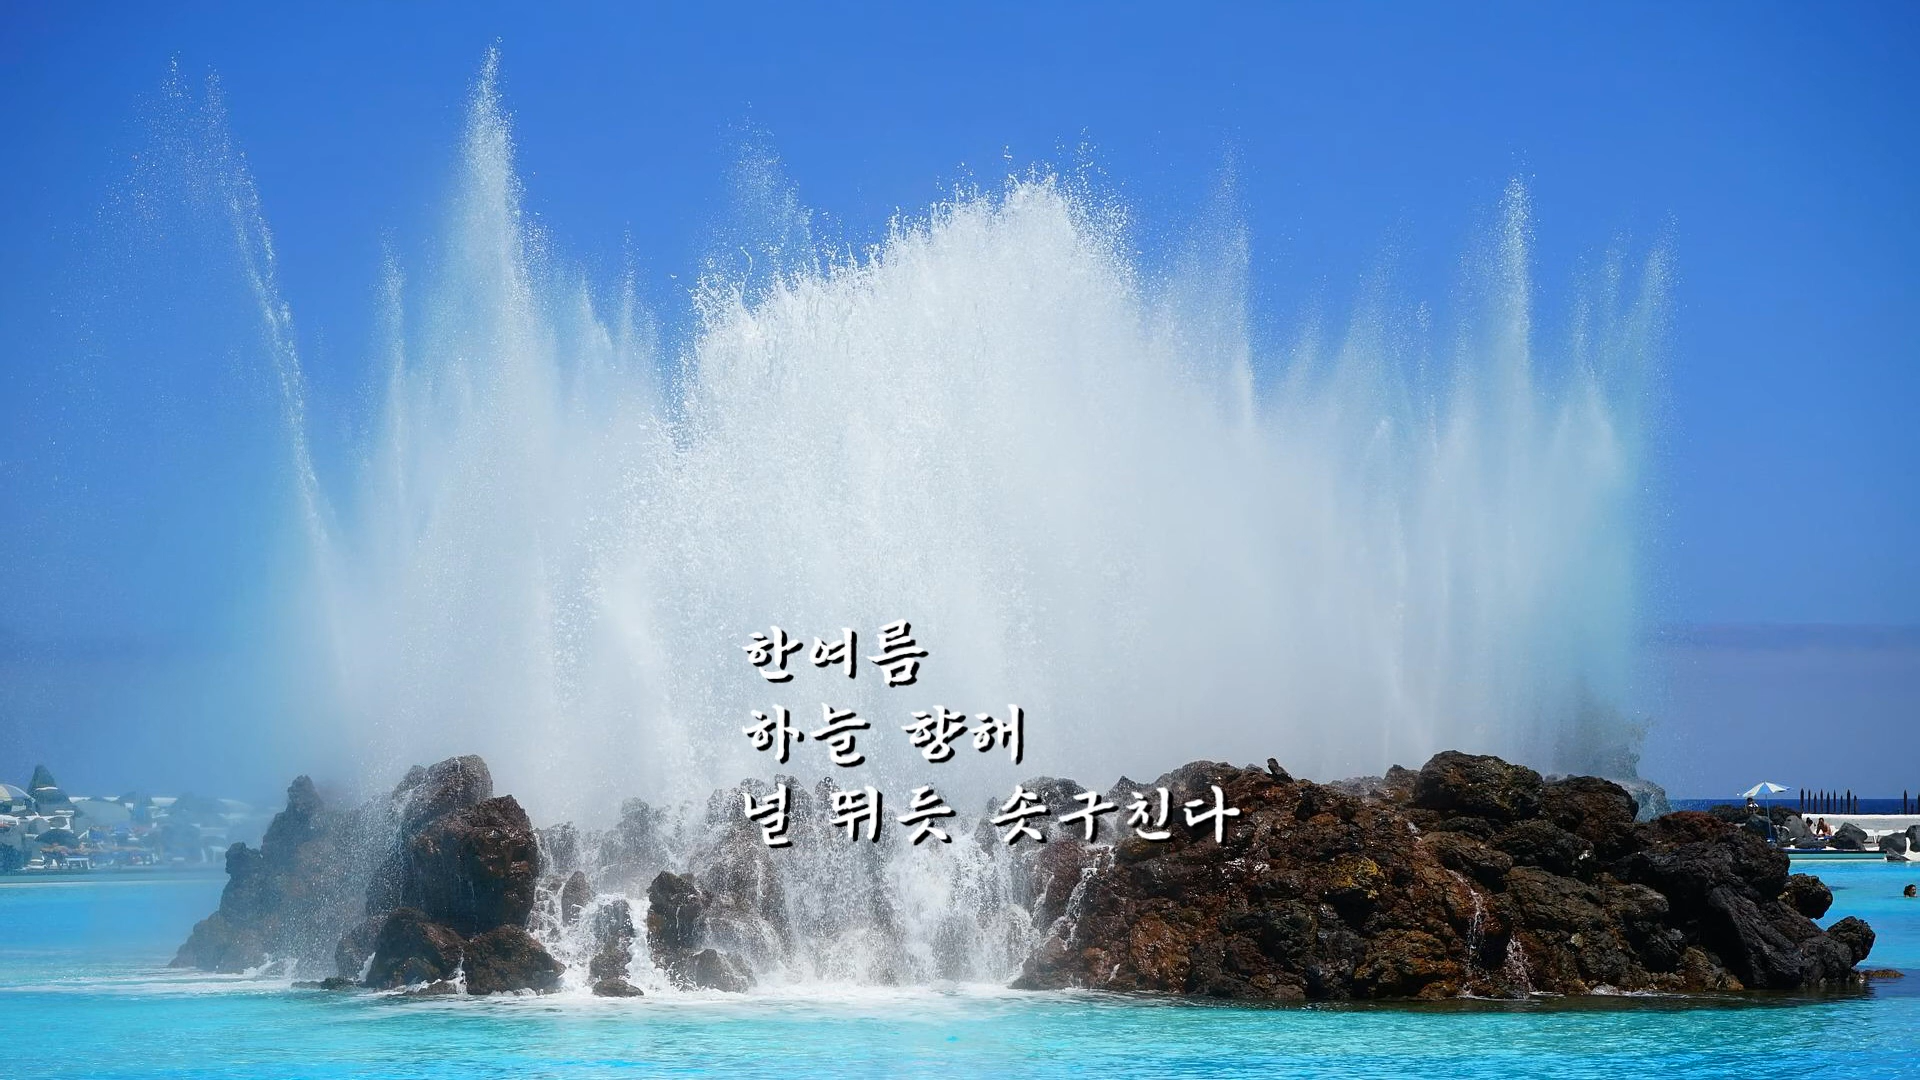 한여름
하늘 향해
널 뛰듯 솟구친다